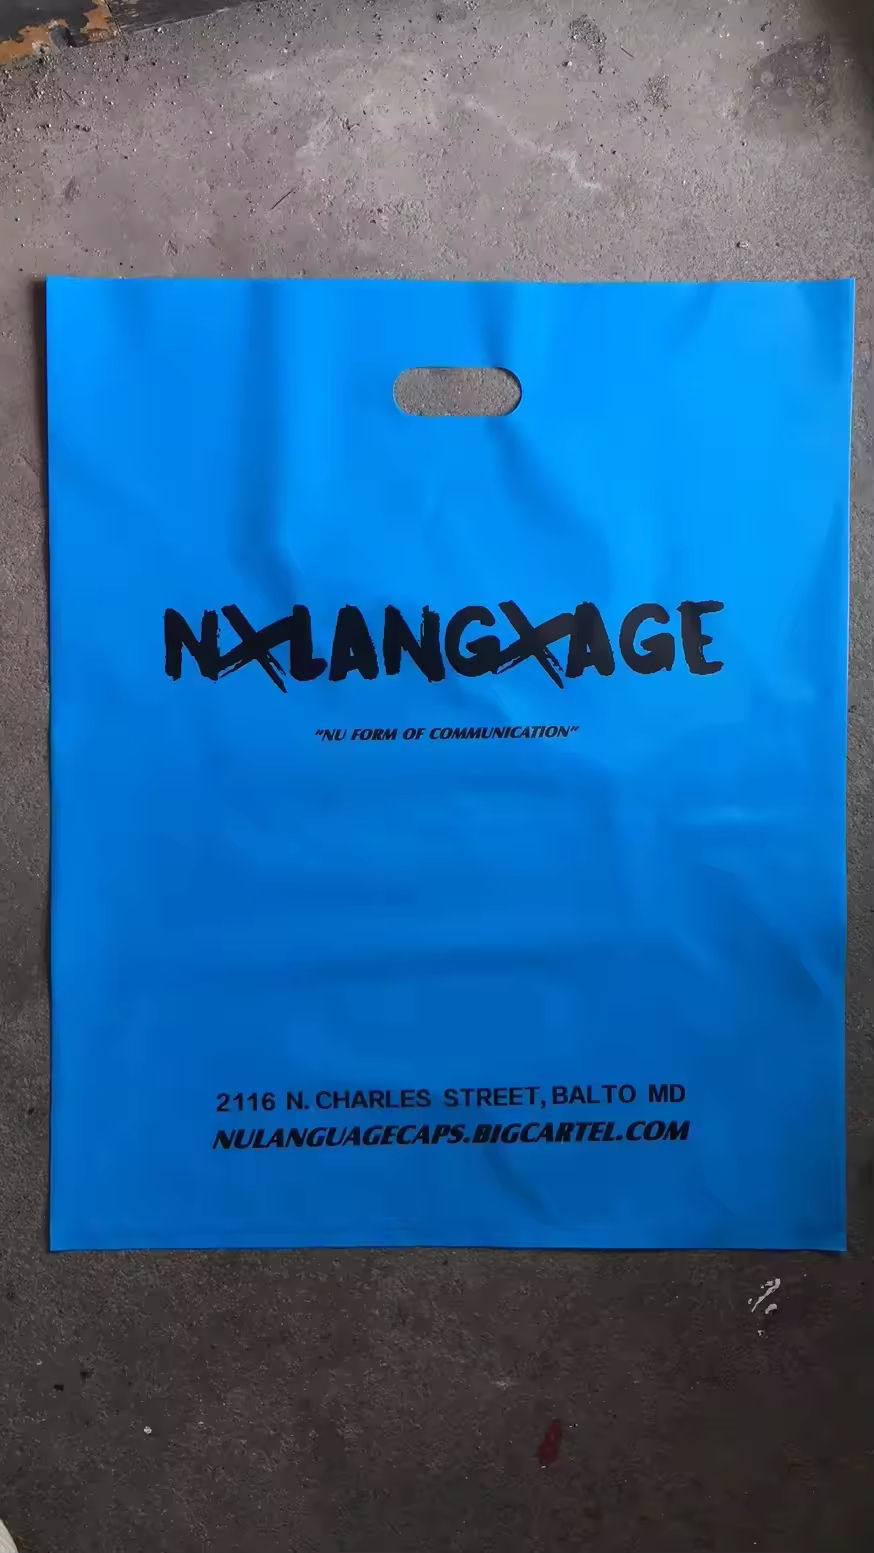 NXLANGXAGE
"NU FORM OF COMMUNICATION"
2116 N. CHARLES STREET, BALTO MD
NULANGUAGECAPS.BIGCARTEL.COM